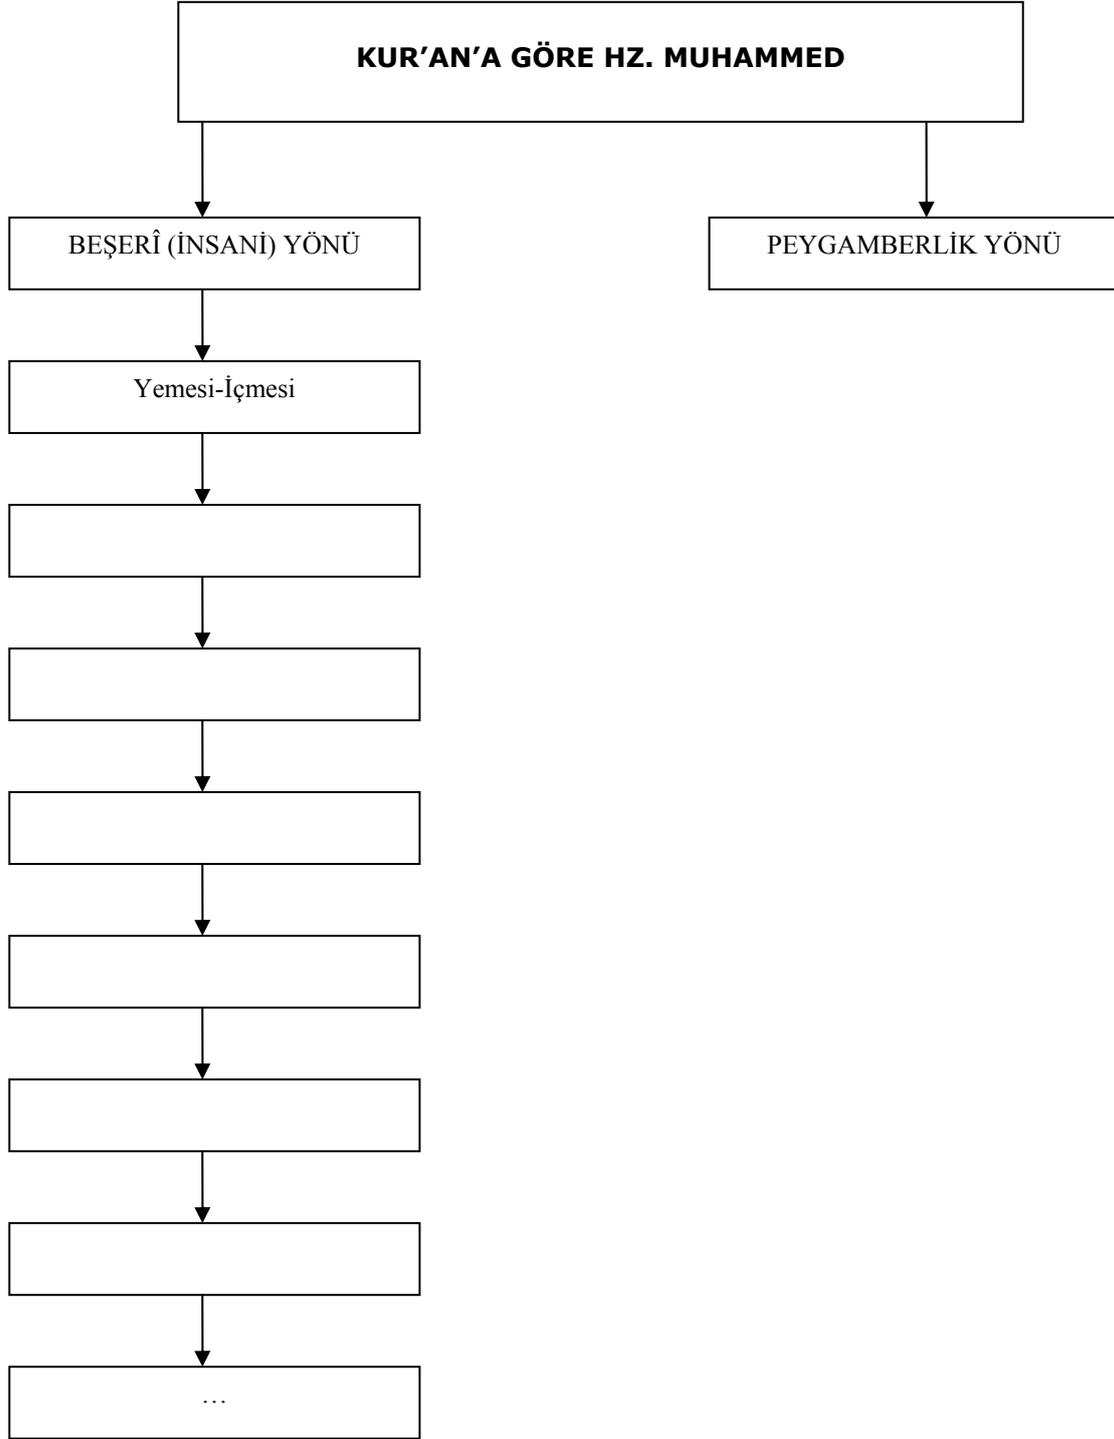 KUR’AN’A GÖRE HZ. MUHAMMED
BEŞERÎ (İNSANİ) YÖNÜ
PEYGAMBERLİK YÖNÜ
Yemesi-İçmesi
…